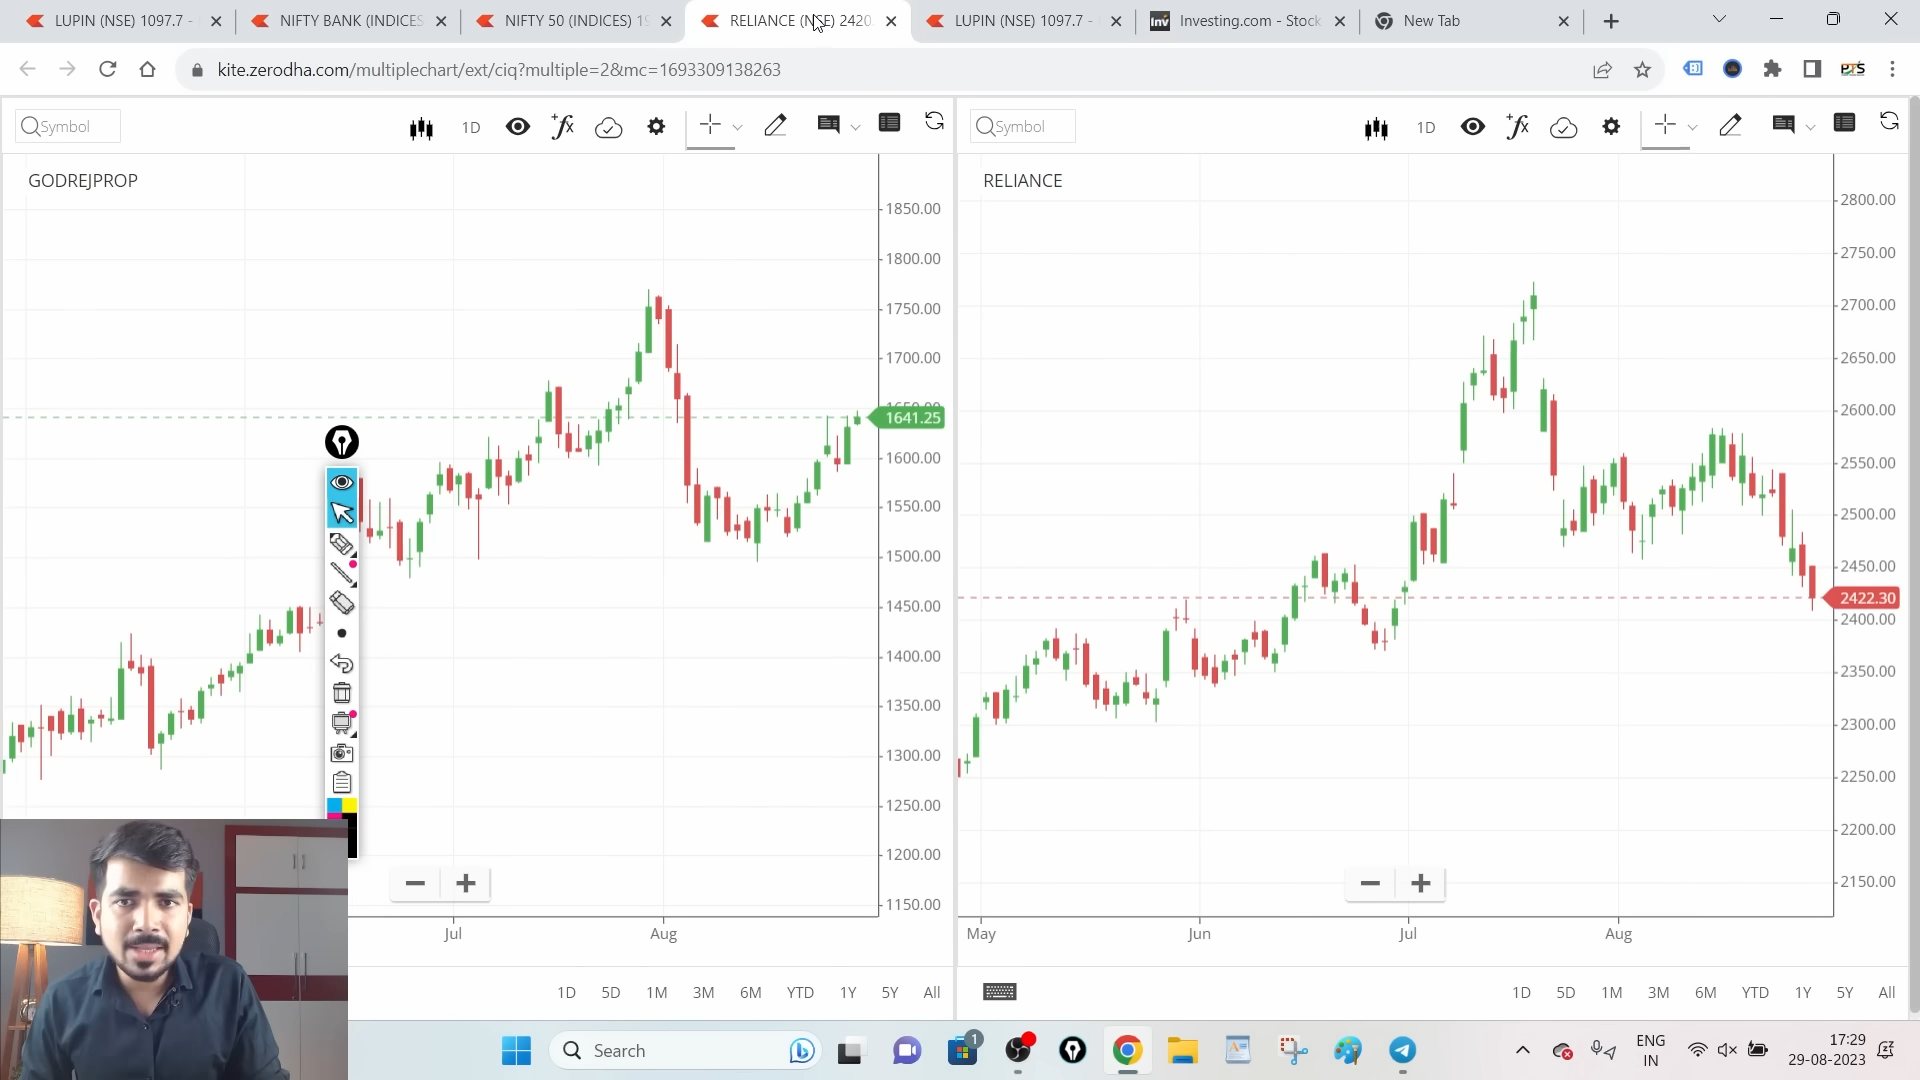 LUPIN (NSE) 1097.7 -
NIFTY BANK (INDICES
NIFTY 50 (INDICES) 19
RELIANCE (NSE) 2420.
LUPIN (NSE) 1097.7 -
Investing.com - Stock
New Tab
kite.zerodha.com/multiplechart/ext/ciq?multiple=2&mc=1693309138263
PTS
Symbol
1D
Symbol
1D
GODREJPROP
1850.00
1800.00
1750.00
1700.00
1641.25
1600.00
1550.00
1500.00
1450.00
1400.00
1350.00
1300.00
1250.00
1200.00
1150.00
Jul
Aug
1D 5D 1M 3M 6M YTD 1Y 5Y All
RELIANCE
2800.00
2750.00
2700.00
2650.00
2600.00
2550.00
2500.00
2450.00
2422.30
2400.00
2350.00
2300.00
2250.00
2200.00
2150.00
May
Jun
Jul
Aug
1D 5D 1M 3M 6M YTD 1Y 5Y All
Search
1
ENG
IN
17:29
29-08-2023